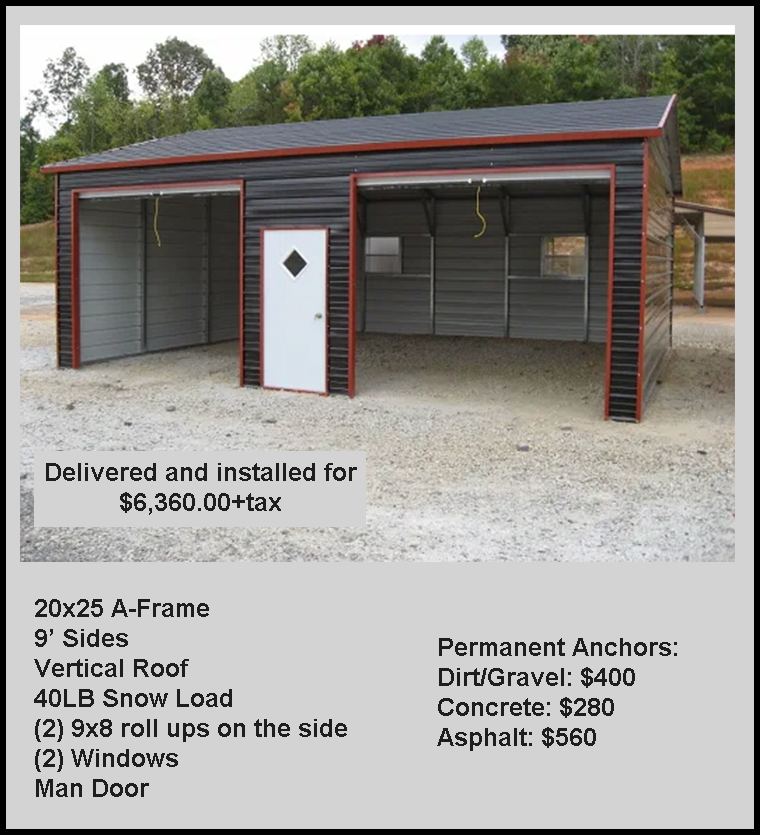 Delivered and installed for
$6,360.00+tax
20x25 A-Frame
9’ Sides
Vertical Roof
40LB Snow Load
(2) 9x8 roll ups on the side
(2) Windows
Man Door
Permanent Anchors:
Dirt/Gravel: $400
Concrete: $280
Asphalt: $560